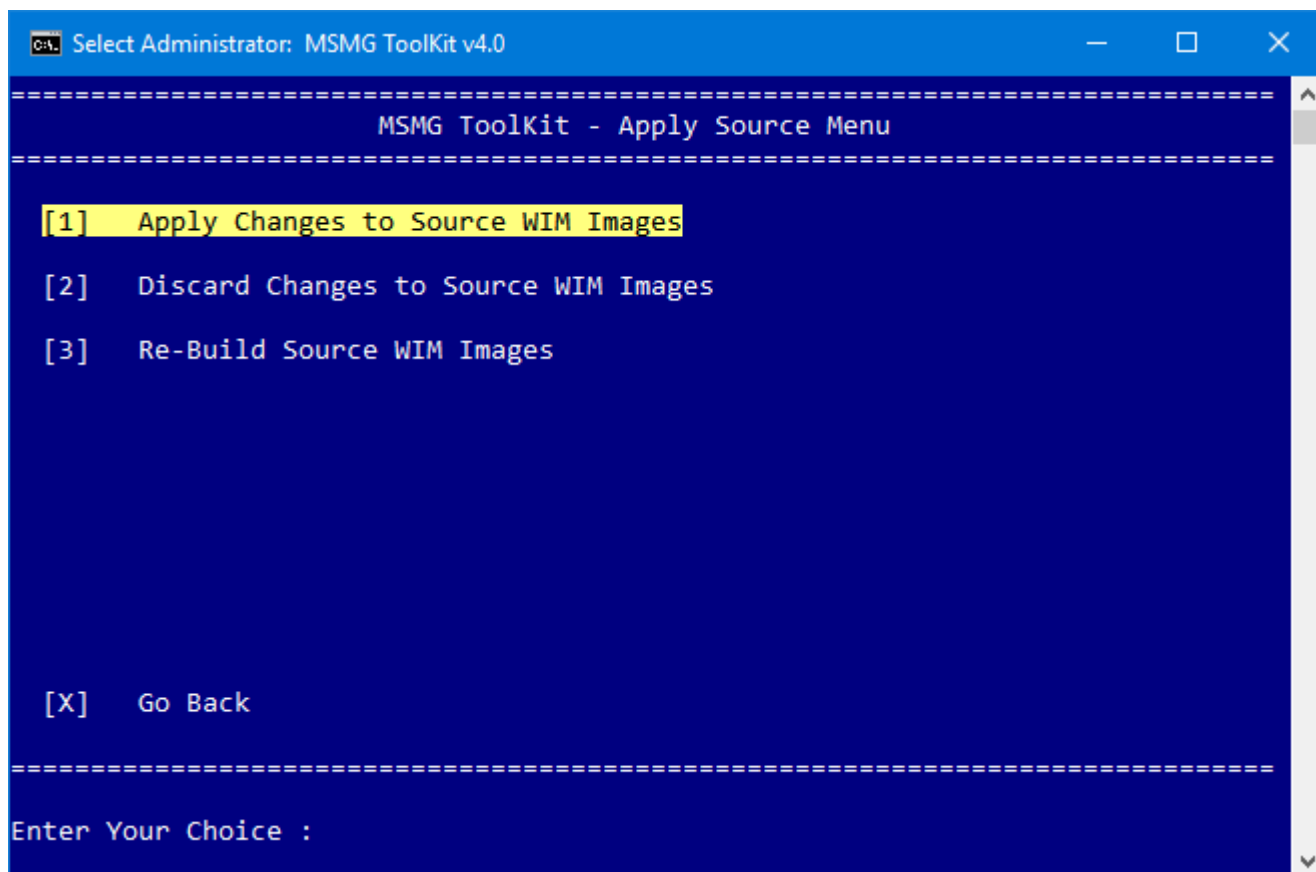 Select Administrator:  MSMG ToolKit v4.0
===============================================================================
MSMG ToolKit - Apply Source Menu
===============================================================================
[1]   Apply Changes to Source WIM Images
[2]   Discard Changes to Source WIM Images
[3]   Re-Build Source WIM Images
[X]   Go Back
===============================================================================
Enter Your Choice :